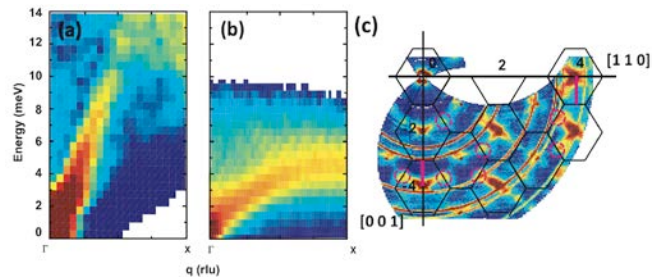 (a)
(b)
(c)
[1 1 0]
14
12
10
8
6
4
2
0
Energy (meV)
0
2
4
-2
-4
[0 0 1]
Γ
x
Γ
x
q (rlu)